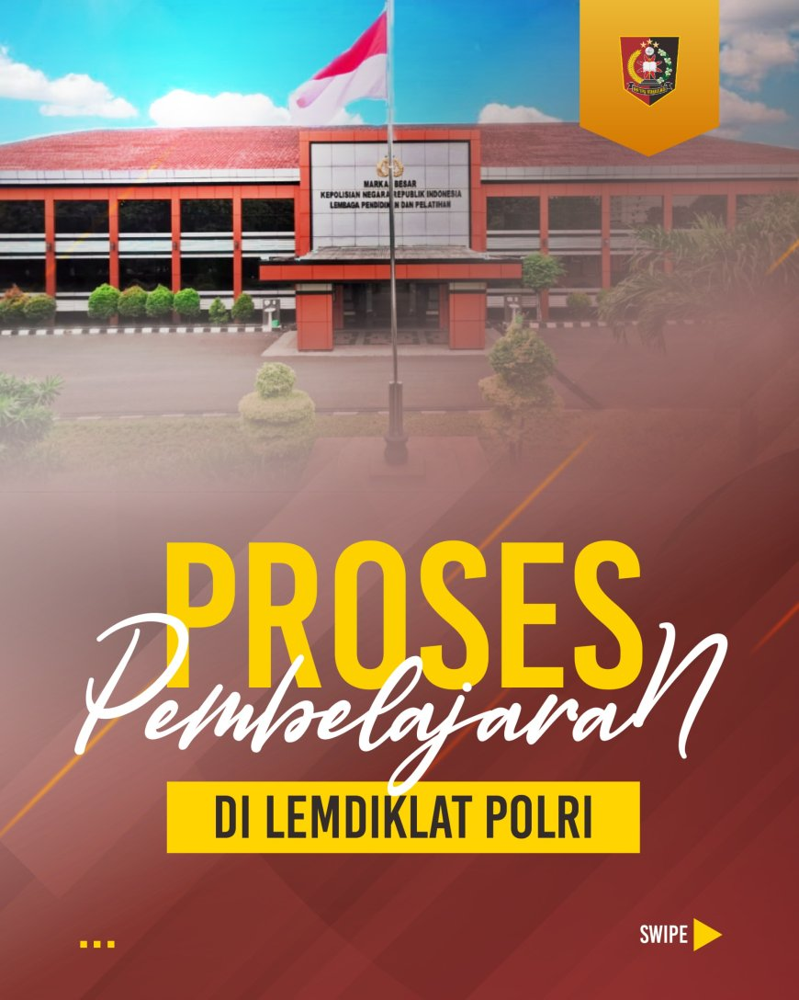 MARKAS BESAR
KEPOLISIAN NEGARA REPUBLIK INDONESIA
LEMBAGA PENDIDIKAN DAN PELATIHAN
PROSES
Pembelajaran
DI LEMDIKLAT POLRI
SWIPE